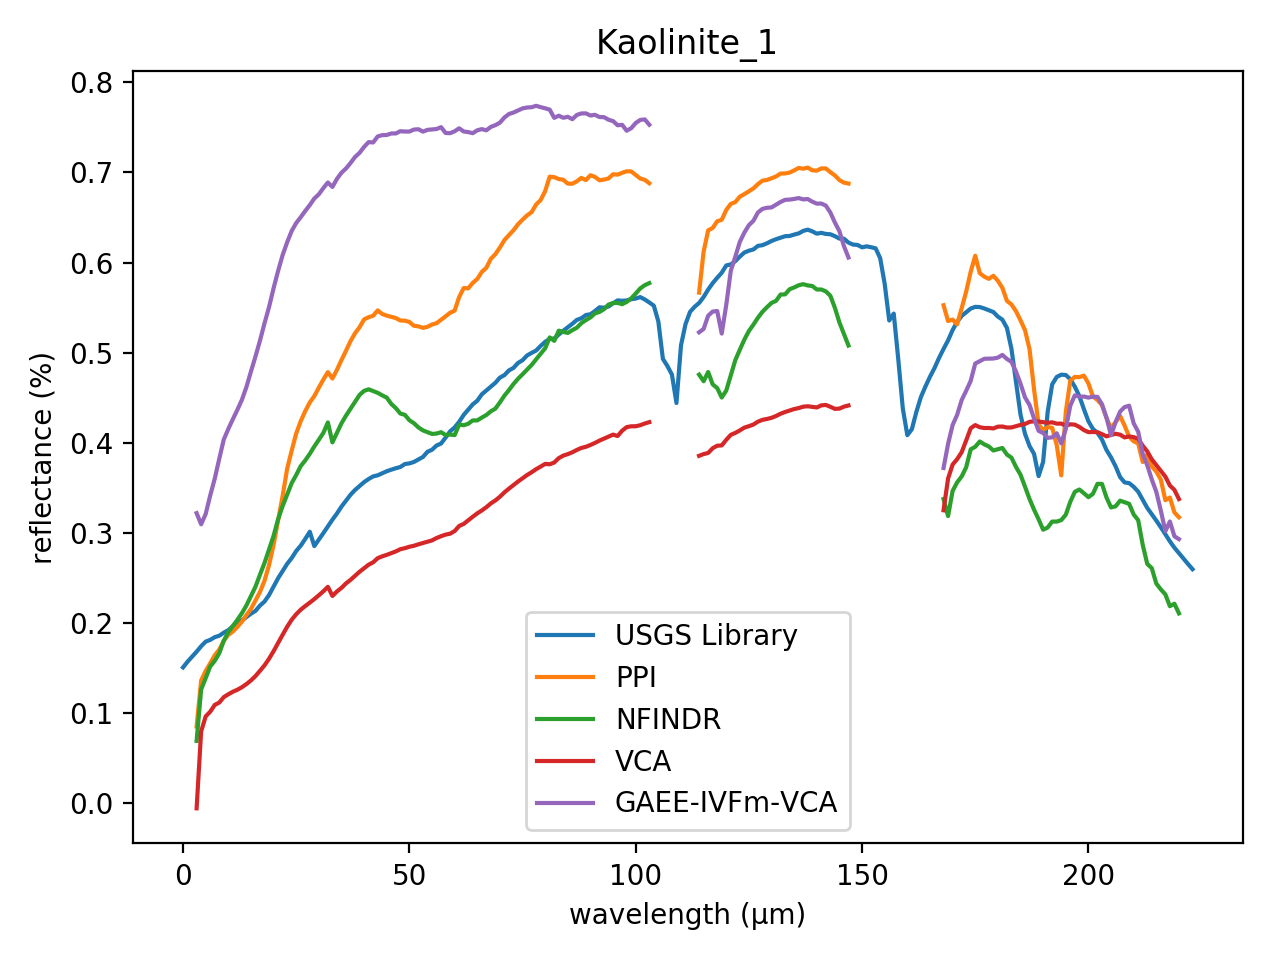 Kaolinite_1
0.8
0.7
0.6
0.5
0.4
0.3
0.2
0.1
0.0
reflectance (%)
USGS Library
PPI
NFINDR
VCA
GAEE-IVFm-VCA
0 50 100 150 200
wavelength (μm)